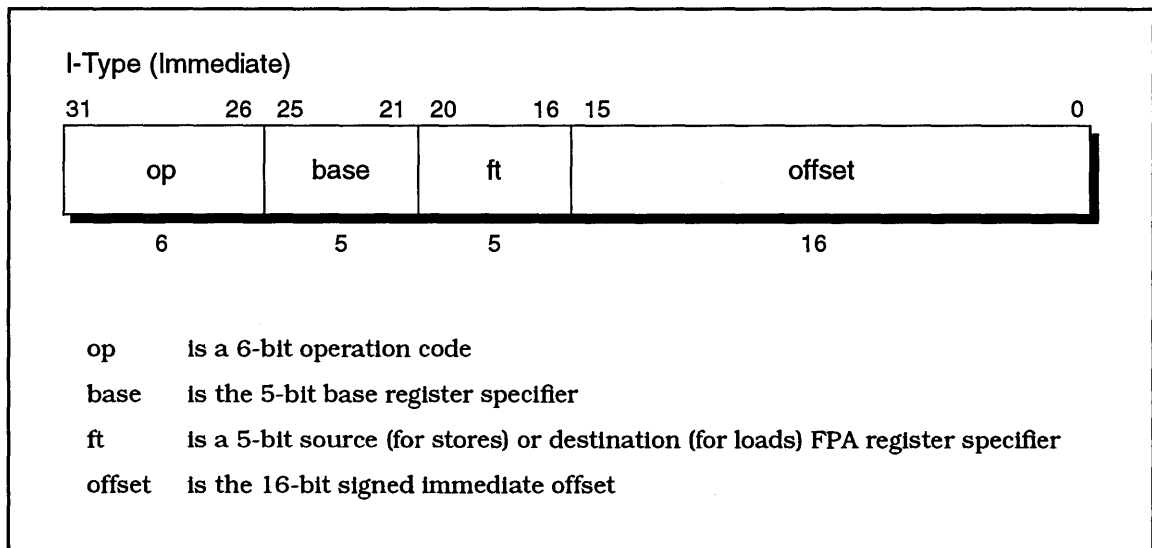 I-Type (Immediate)
31 26 25 21 20 16 15 0
op base ft offset
6 5 5 16
op is a 6-bit operation code
base is the 5-bit base register specifier
ft is a 5-bit source (for stores) or destination (for loads) FPA register specifier
offset is the 16-bit signed immediate offset